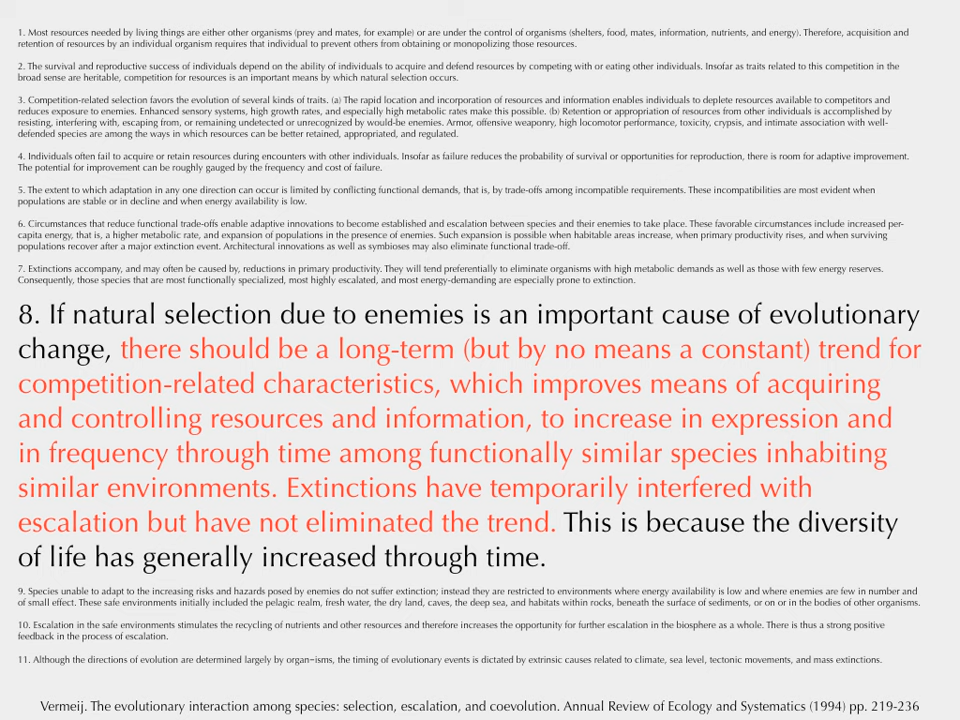 1. Most resources needed by living things are either other organisms (prey and mates, for example) or are under the control of organisms (shelters, food, mates, information, nutrients, and energy). Therefore, acquisition and
retention of resources by an individual organism requires that individual to prevent others from obtaining or monopolizing those resources.
2. The survival and reproductive success of individuals depend on the ability of individuals to acquire and defend resources by competing with or eating other individuals. Insofar as traits related to this competition in the
broad sense are heritable, competition for resources is an important means by which natural selection occurs.
3. Competition-related selection favors the evolution of several kinds of traits. (a) The rapid location and incorporation of resources and information enables individuals to deplete resources available to competitors and
reduces exposure to enemies. Enhanced sensory systems, high growth rates, and especially high metabolic rates make this possible. (b) Retention or appropriation of resources from other individuals is accomplished by
resisting, interfering with, escaping from, or remaining undetected or unrecognized by would-be enemies. Armor, offensive weaponry, high locomotor performance, toxicity, crypsis, and intimate association with well-
defended species are among the ways in which resources can be better retained, appropriated, and regulated.
4. Individuals often fail to acquire or retain resources during encounters with other individuals. Insofar as failure reduces the probability of survival or opportunities for reproduction, there is room for adaptive improvement.
The potential for improvement can be roughly gauged by the frequency and cost of failure.
5. The extent to which adaptation in any one direction can occur is limited by conflicting functional demands, that is, by trade-offs among incompatible requirements. These incompatibilities are most evident when
populations are stable or in decline and when energy availability is low.
6. Circumstances that reduce functional trade-offs enable adaptive innovations to become established and escalation between species and their enemies to take place. These favorable circumstances include increased per-
capita energy, that is, a higher metabolic rate, and expansion of populations in the presence of enemies. Such expansion is possible when habitable areas increase, when primary productivity rises, and when surviving
populations recover after a major extinction event. Architectural innovations as well as symbioses may also eliminate functional trade-off.
7. Extinctions accompany, and may often be caused by, reductions in primary productivity. They will tend preferentially to eliminate organisms with high metabolic demands as well as those with few energy reserves.
Consequently, those species that are most functionally specialized, most highly escalated, and most energy-demanding are especially prone to extinction.
8. If natural selection due to enemies is an important cause of evolutionary
change, there should be a long-term (but by no means a constant) trend for
competition-related characteristics, which improves means of acquiring
and controlling resources and information, to increase in expression and
in frequency through time among functionally similar species inhabiting
similar environments. Extinctions have temporarily interfered with
escalation but have not eliminated the trend. This is because the diversity
of life has generally increased through time.
9. Species unable to adapt to the increasing risks and hazards posed by enemies do not suffer extinction; instead they are restricted to environments where energy availability is low and where enemies are few in number and
of small effect. These safe environments initially included the pelagic realm, fresh water, the dry land, caves, the deep sea, and habitats within rocks, beneath the surface of sediments, or on or in the bodies of other organisms.
10. Escalation in the safe environments stimulates the recycling of nutrients and other resources and therefore increases the opportunity for further escalation in the biosphere as a whole. There is thus a strong positive
feedback in the process of escalation.
11. Although the directions of evolution are determined largely by organ−isms, the timing of evolutionary events is dictated by extrinsic causes related to climate, sea level, tectonic movements, and mass extinctions.
Vermeij. The evolutionary interaction among species: selection, escalation, and coevolution. Annual Review of Ecology and Systematics (1994) pp. 219-236